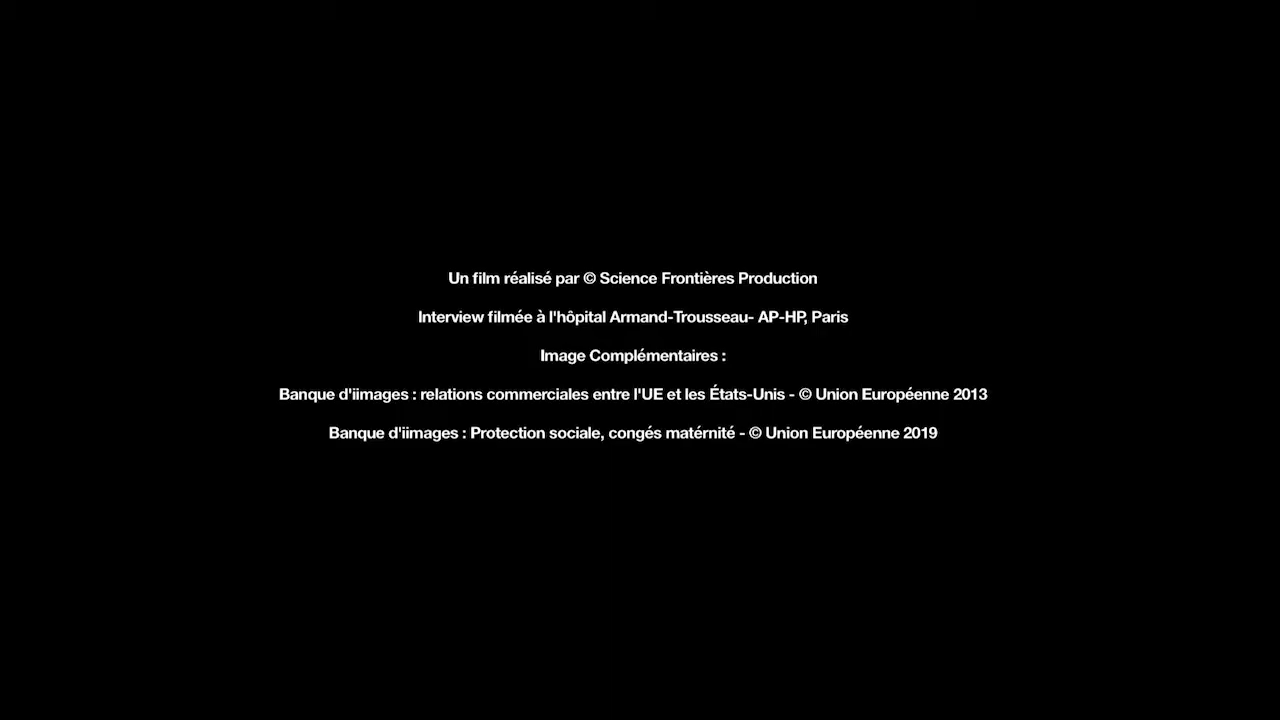 Un film réalisé par © Science Frontières Production
Interview filmée à l'hôpital Armand-Trousseau- AP-HP, Paris
Image Complémentaires :
Banque d'iimages : relations commerciales entre l'UE et les États-Unis - © Union Européenne 2013
Banque d'iimages : Protection sociale, congés matérnité - © Union Européenne 2019